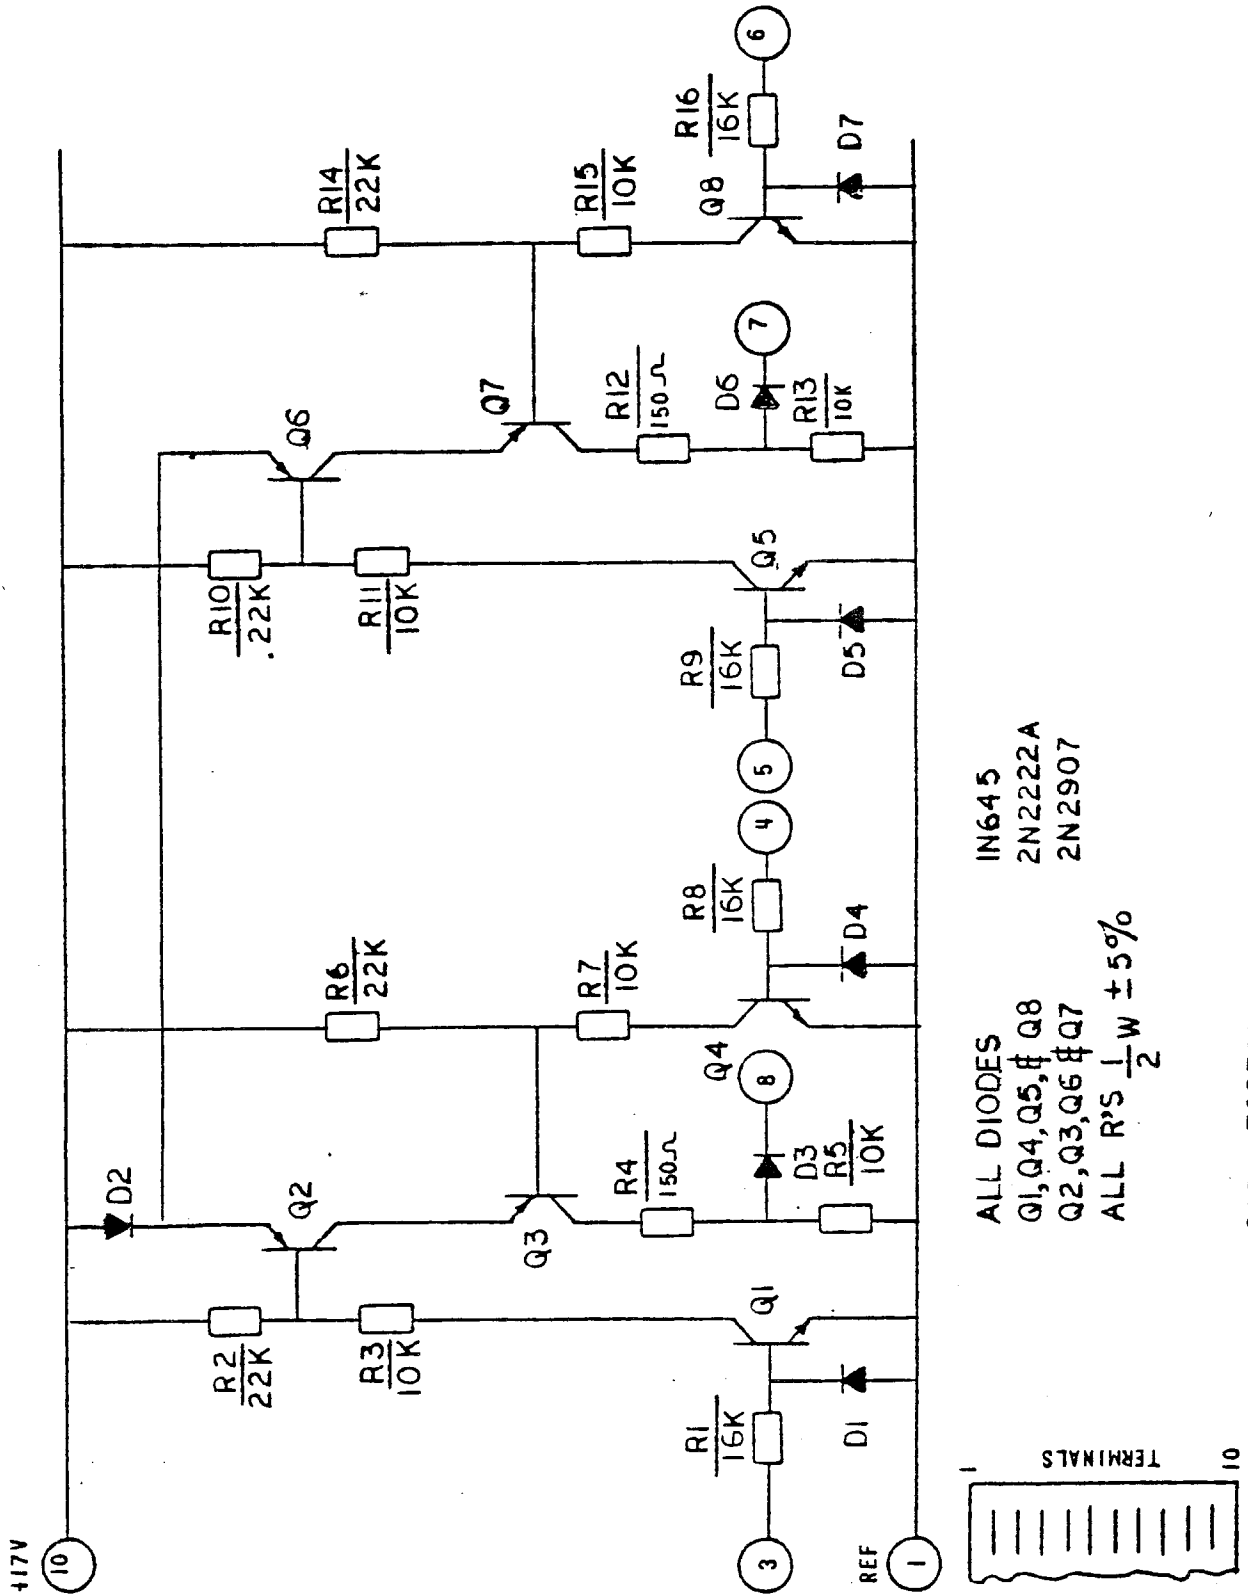 +17V
10
D2
R2
22K
R3
10K
Q2
Q3
R4
150Ω
D3
R5
10K
8
Q1
R1
16K
3
D1
REF
1
R6
22K
R7
10K
Q4
R8
16K
D4
4
5
R9
16K
D5
Q5
R10
.22K
R11
10K
Q6
Q7
R12
150Ω
D6
7
R13
10K
R14
22K
R15
10K
Q8
R16
16K
6
D7
ALL DIODES 1N645
Q1, Q4, Q5, & Q8 2N2222A
Q2, Q3, Q6 & Q7 2N2907
ALL R'S 1/2 W ± 5%
1
TERMINALS
10